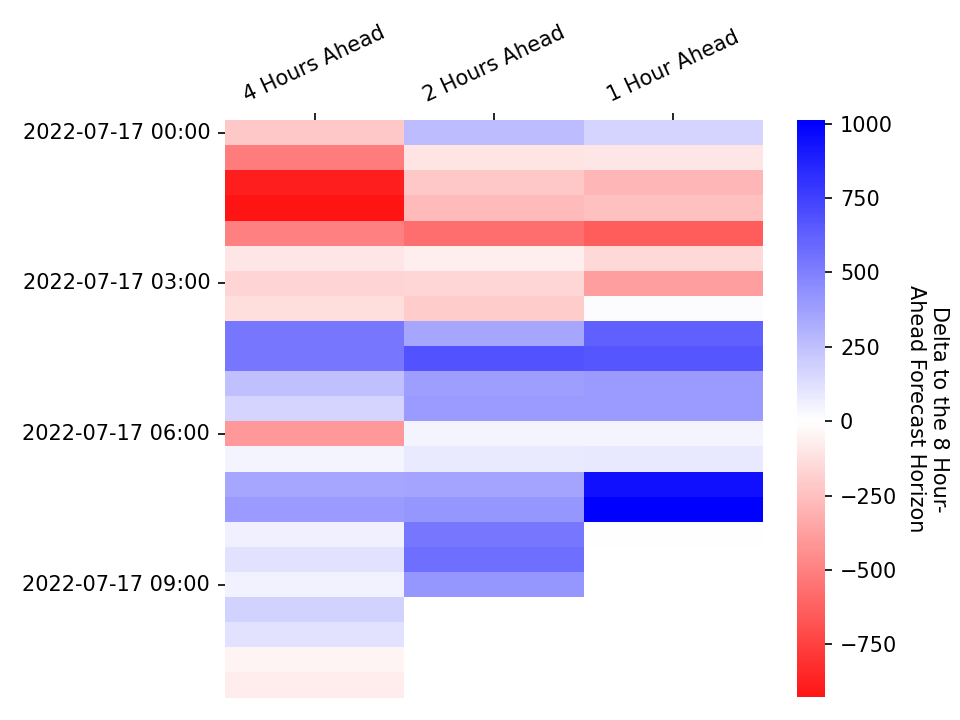 4 Hours Ahead
2 Hours Ahead
1 Hour Ahead
2022-07-17 00:00
2022-07-17 03:00
2022-07-17 06:00
2022-07-17 09:00
1000
750
500
250
0
−250
−500
−750
Delta to the 8 Hour-
Ahead Forecast Horizon